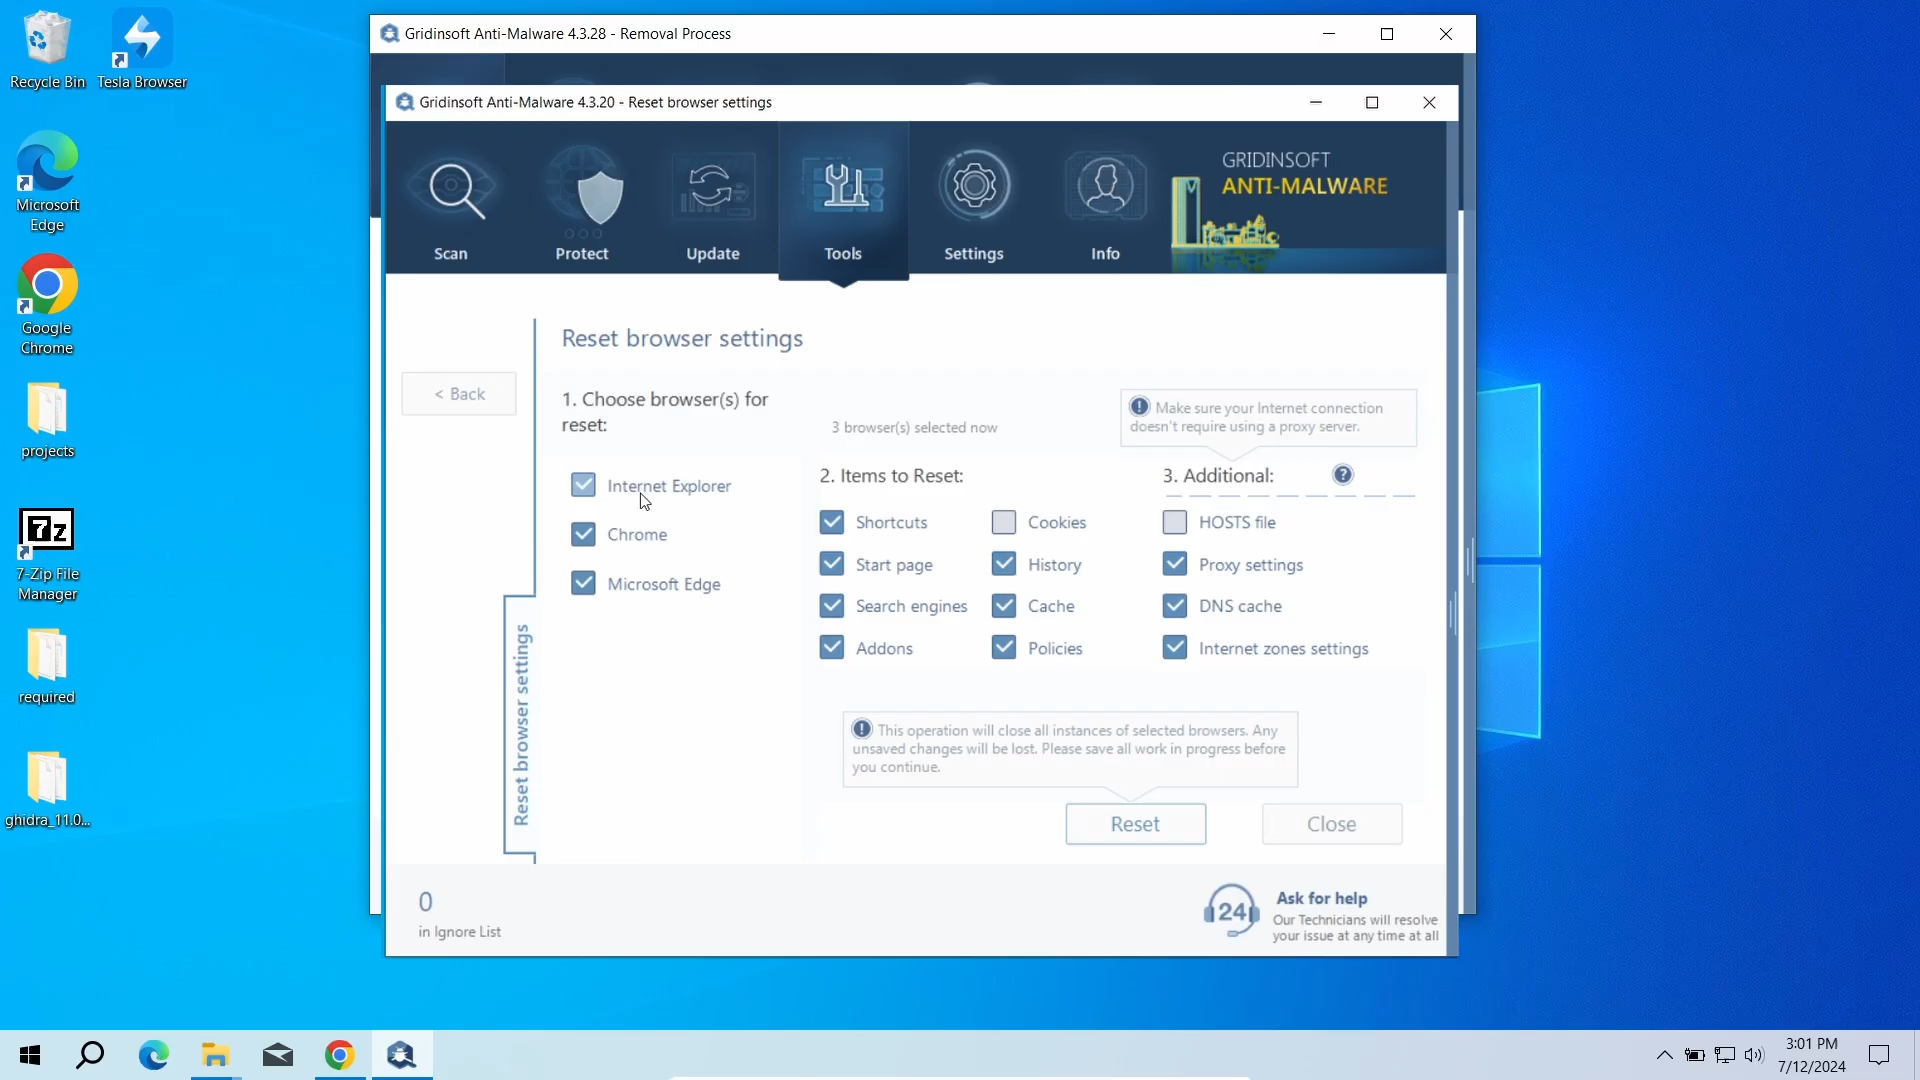 Recycle Bin
Tesla Browser
Microsoft
Edge
Google
Chrome
projects
7z
7-Zip File
Manager
required
ghidra_11.0...
Gridinsoft Anti-Malware 4.3.28 - Removal Process
Gridinsoft Anti-Malware 4.3.20 - Reset browser settings
Scan
Protect
Update
Tools
Settings
Info
GRIDINSOFT
ANTI-MALWARE
Reset browser settings
< Back
1. Choose browser(s) for
reset:
3 browser(s) selected now
Make sure your Internet connection
doesn't require using a proxy server.
Internet Explorer
Chrome
Microsoft Edge
2. Items to Reset:
Shortcuts
Cookies
Start page
History
Search engines
Cache
Addons
Policies
3. Additional:
?
HOSTS file
Proxy settings
DNS cache
Internet zones settings
Reset browser settings
This operation will close all instances of selected browsers. Any
unsaved changes will be lost. Please save all work in progress before
you continue.
Reset
Close
0
in Ignore List
24
Ask for help
Our Technicians will resolve
your issue at any time at all
3:01 PM
7/12/2024